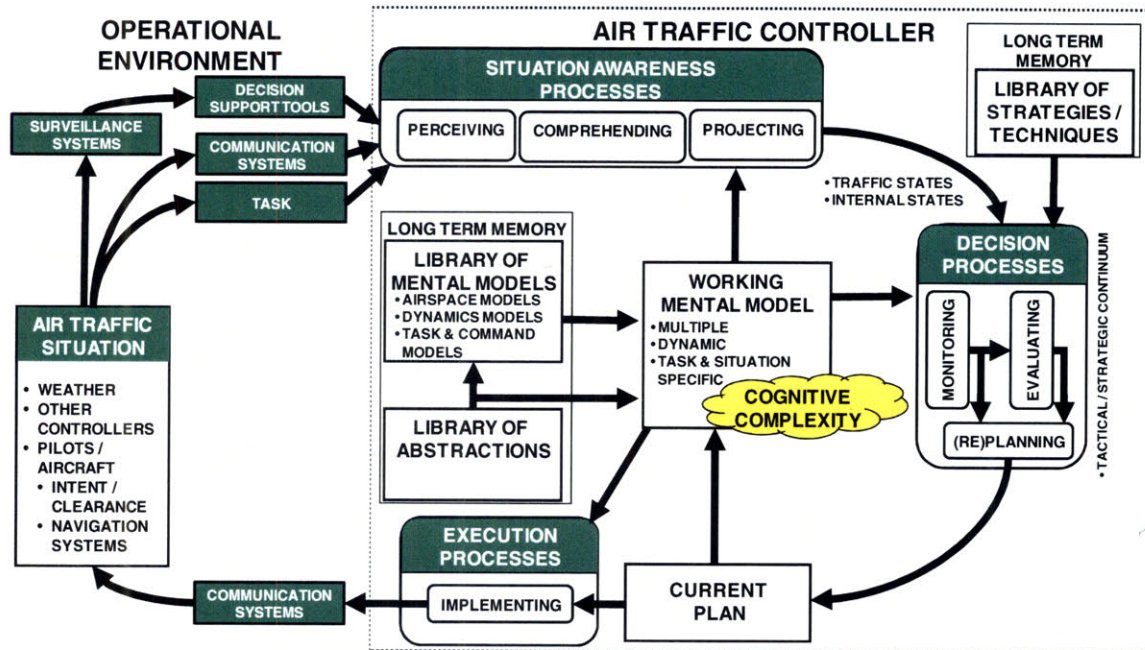 OPERATIONAL
ENVIRONMENT
AIR TRAFFIC CONTROLLER
DECISION
SUPPORT TOOLS
SURVEILLANCE
SYSTEMS
COMMUNICATION
SYSTEMS
TASK
SITUATION AWARENESS
PROCESSES
PERCEIVING
COMPREHENDING
PROJECTING
LONG TERM
MEMORY
LIBRARY OF
STRATEGIES /
TECHNIQUES
• TRAFFIC STATES
• INTERNAL STATES
LONG TERM MEMORY
LIBRARY OF
MENTAL MODELS
• AIRSPACE MODELS
• DYNAMICS MODELS
• TASK & COMMAND
MODELS
LIBRARY OF
ABSTRACTIONS
WORKING
MENTAL MODEL
• MULTIPLE
• DYNAMIC
• TASK & SITUATION
SPECIFIC
COGNITIVE
COMPLEXITY
DECISION
PROCESSES
MONITORING
EVALUATING
(RE)PLANNING
• TACTICAL / STRATEGIC CONTINUUM
AIR TRAFFIC
SITUATION
• WEATHER
• OTHER
CONTROLLERS
• PILOTS /
AIRCRAFT
• INTENT /
CLEARANCE
• NAVIGATION
SYSTEMS
EXECUTION
PROCESSES
IMPLEMENTING
CURRENT
PLAN
COMMUNICATION
SYSTEMS